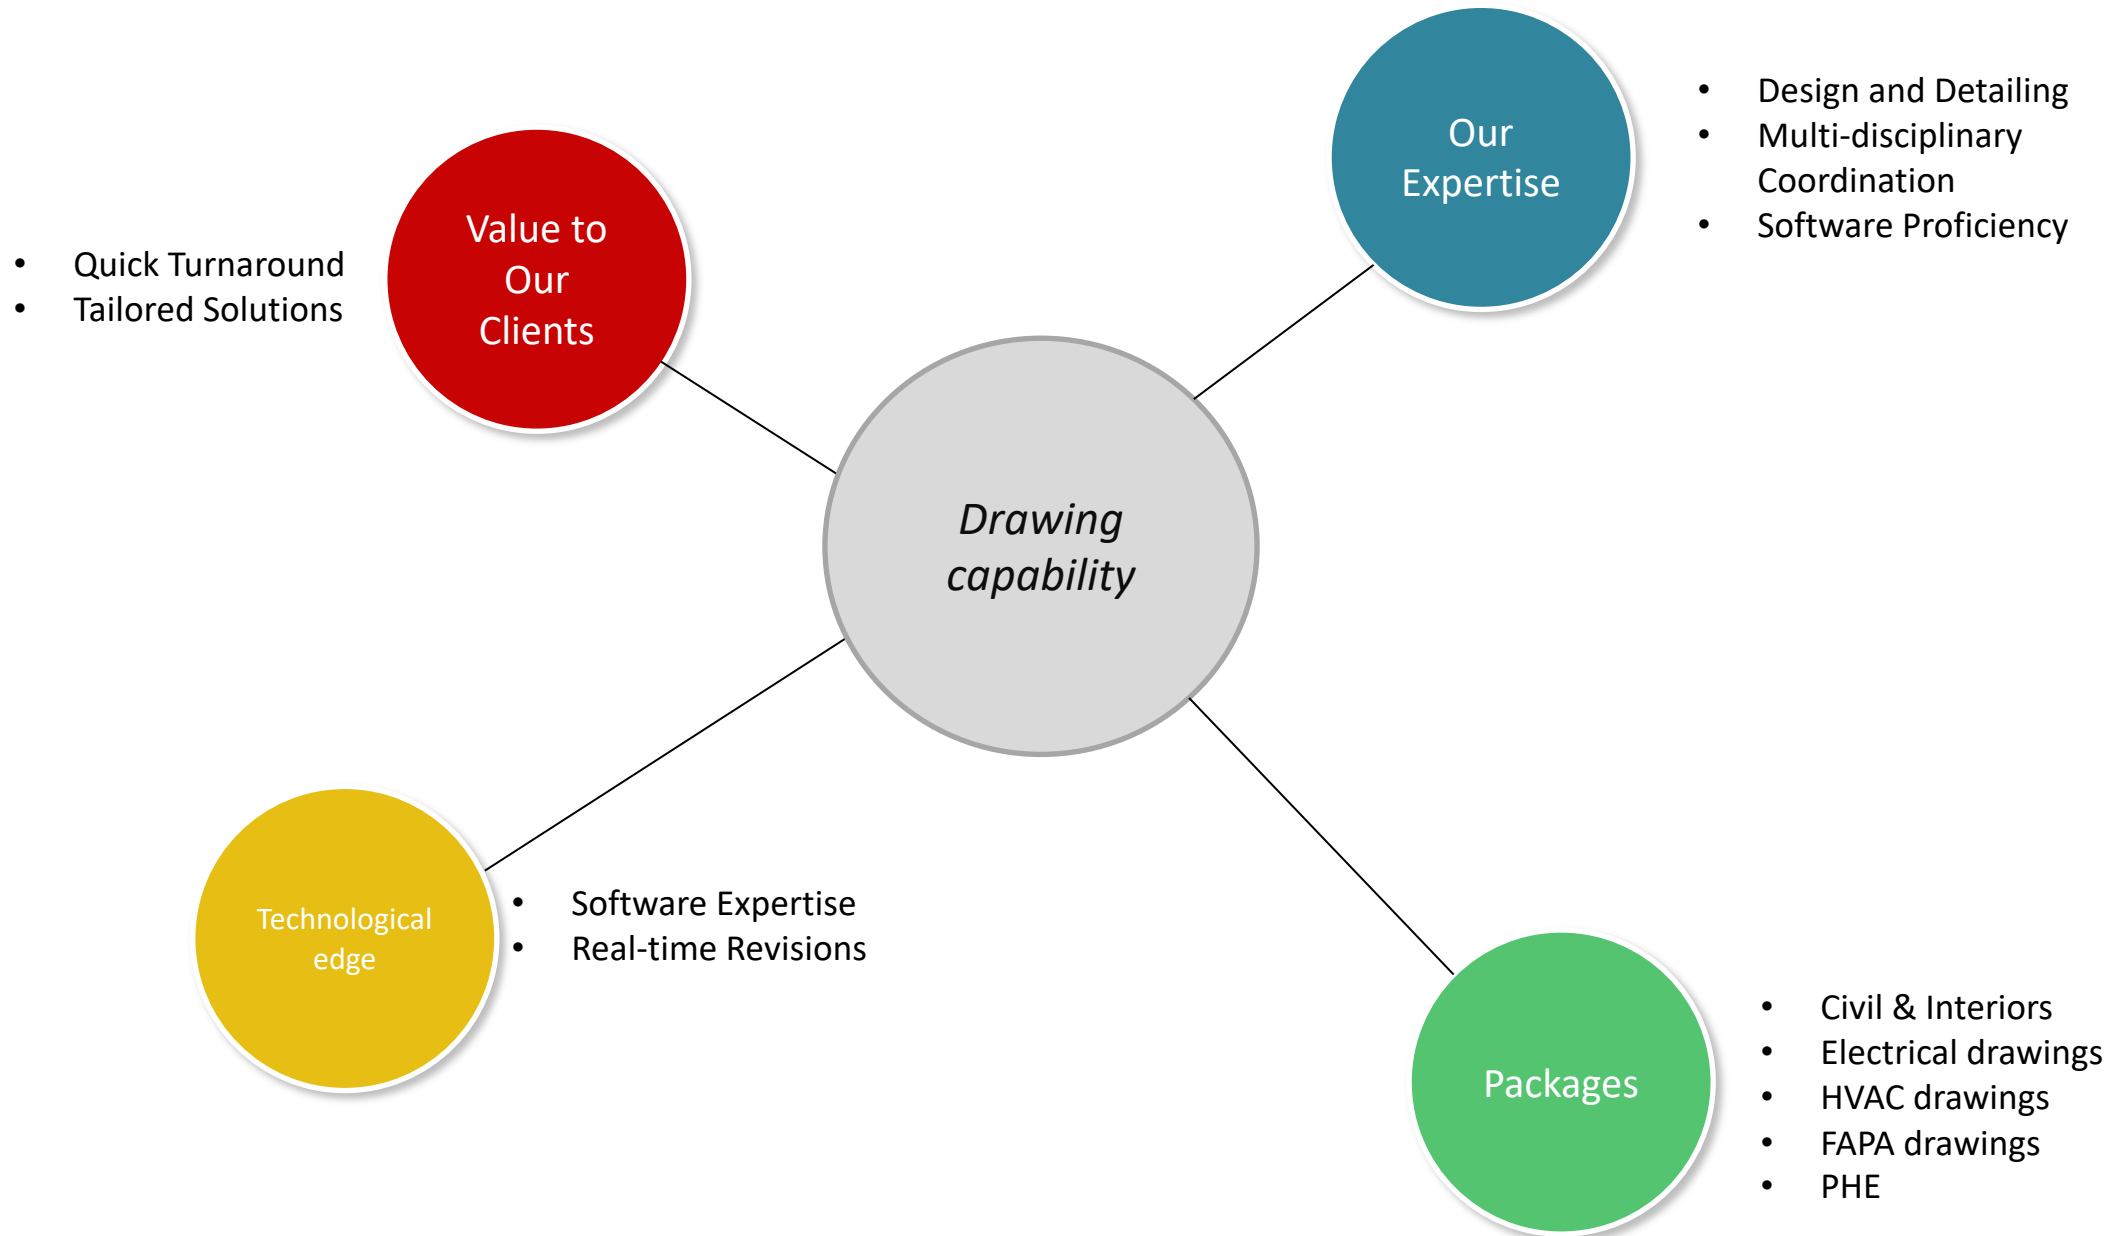 Our
Expertise
• Design and Detailing
• Multi-disciplinary
Coordination
• Software Proficiency
Value to
Our
Clients
• Quick Turnaround
• Tailored Solutions
Drawing
capability
Technological
edge
• Software Expertise
• Real-time Revisions
Packages
• Civil & Interiors
• Electrical drawings
• HVAC drawings
• FAPA drawings
• PHE